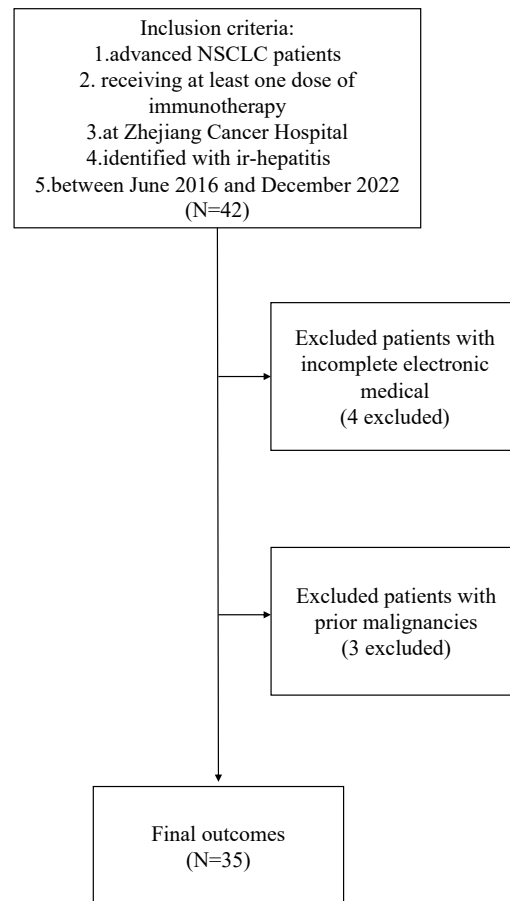 Inclusion criteria:
1.advanced NSCLC patients
2. receiving at least one dose of
immunotherapy
3.at Zhejiang Cancer Hospital
4.identified with ir-hepatitis
5.between June 2016 and December 2022
(N=42)
Excluded patients with
incomplete electronic
medical
(4 excluded)
Excluded patients with
prior malignancies
(3 excluded)
Final outcomes
(N=35)